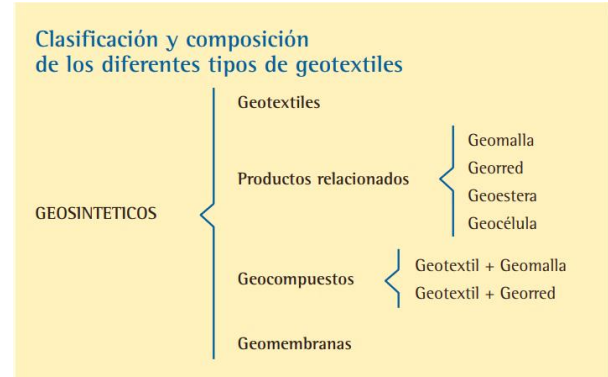 Clasificación y composición
de los diferentes tipos de geotextiles
GEOSINTETICOS
Geotextiles
Productos relacionados
Geomalla
Georred
Geoestera
Geocélula
Geocompuestos
Geotextil + Geomalla
Geotextil + Georred
Geomembranas